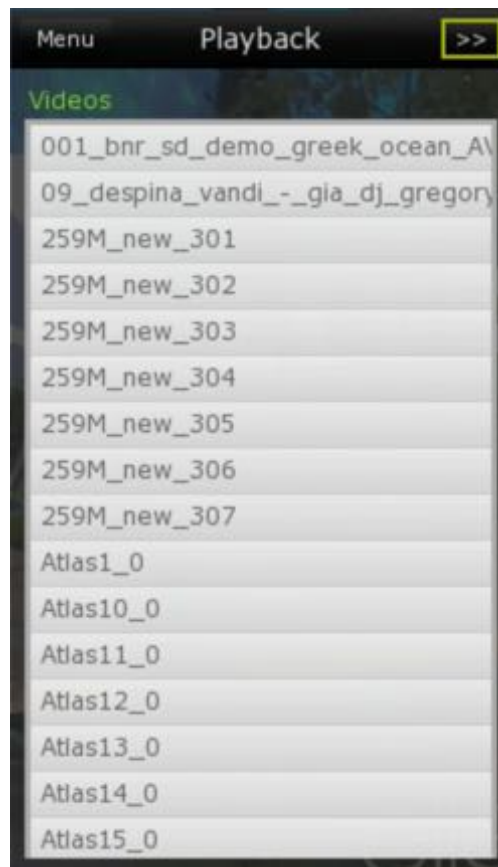 Menu Playback >>
Videos
001_bnr_sd_demo_greek_ocean_A
09_despina_vandi_-_gia_dj_gregory
259M_new_301
259M_new_302
259M_new_303
259M_new_304
259M_new_305
259M_new_306
259M_new_307
Atlas1_0
Atlas10_0
Atlas11_0
Atlas12_0
Atlas13_0
Atlas14_0
Atlas15_0